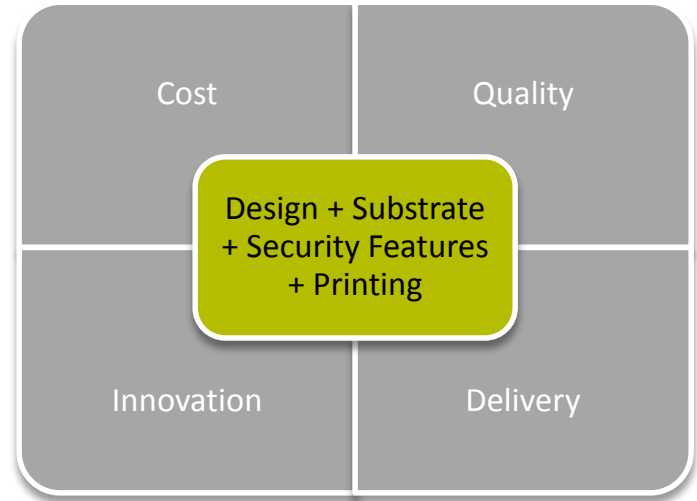 Cost
Quality
Design + Substrate
+ Security Features
+ Printing
Innovation
Delivery